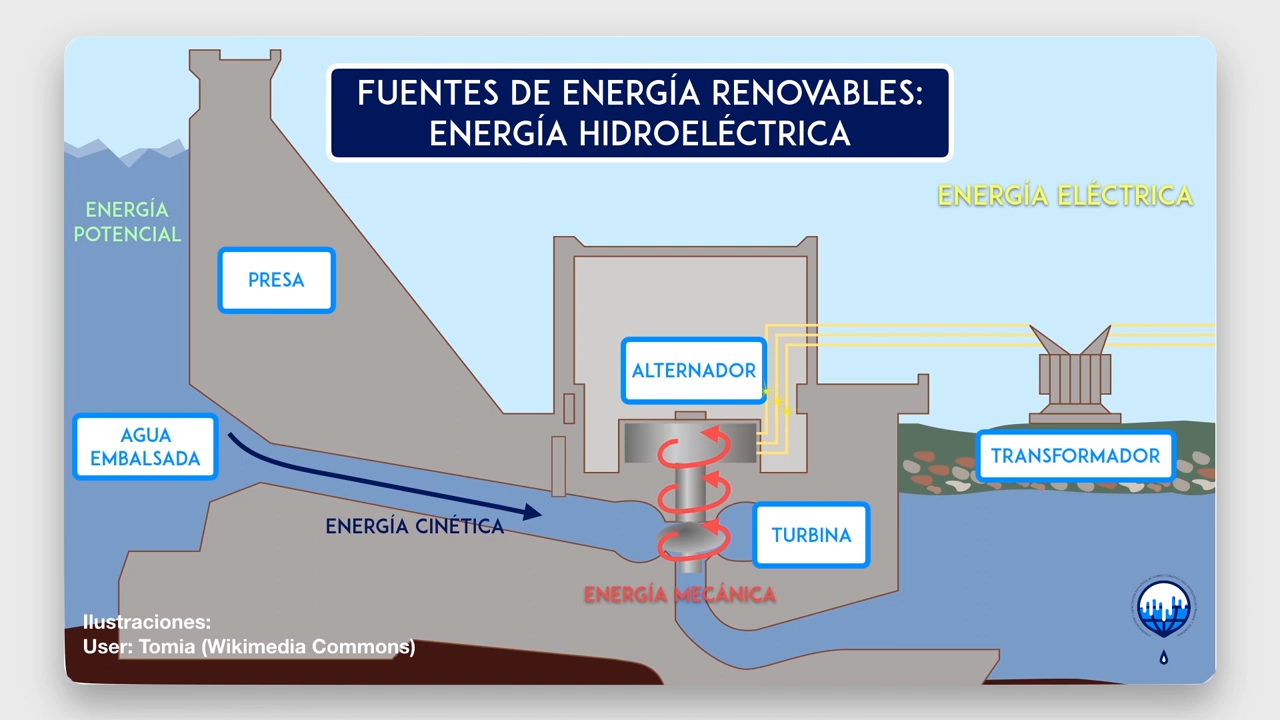 FUENTES DE ENERGÍA RENOVABLES:
ENERGÍA HIDROELÉCTRICA
ENERGÍA ELÉCTRICA
ENERGÍA
POTENCIAL
PRESA
ALTERNADOR
AGUA
EMBALSADA
TRANSFORMADOR
ENERGÍA CINÉTICA
TURBINA
ENERGÍA MECÁNICA
Ilustraciones:
User: Tomia (Wikimedia Commons)